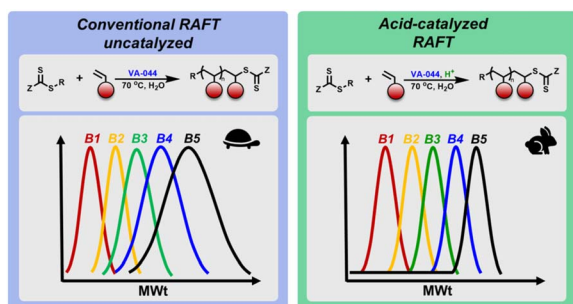 Conventional RAFT
uncatalyzed
S
Z S R
+
VA-044
70 °C, H₂O
R n S S Z
B1 B2 B3 B4 B5
MWt
Acid-catalyzed
RAFT
S
Z S R
+
VA-044, H⁺
70 °C, H₂O
R n S S Z
B1 B2 B3 B4 B5
MWt